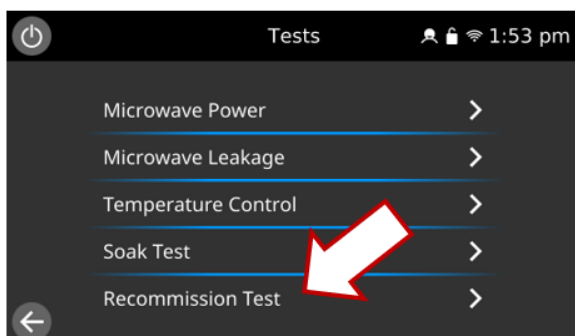 Tests 1:53 pm
Microwave Power
Microwave Leakage
Temperature Control
Soak Test
Recommission Test